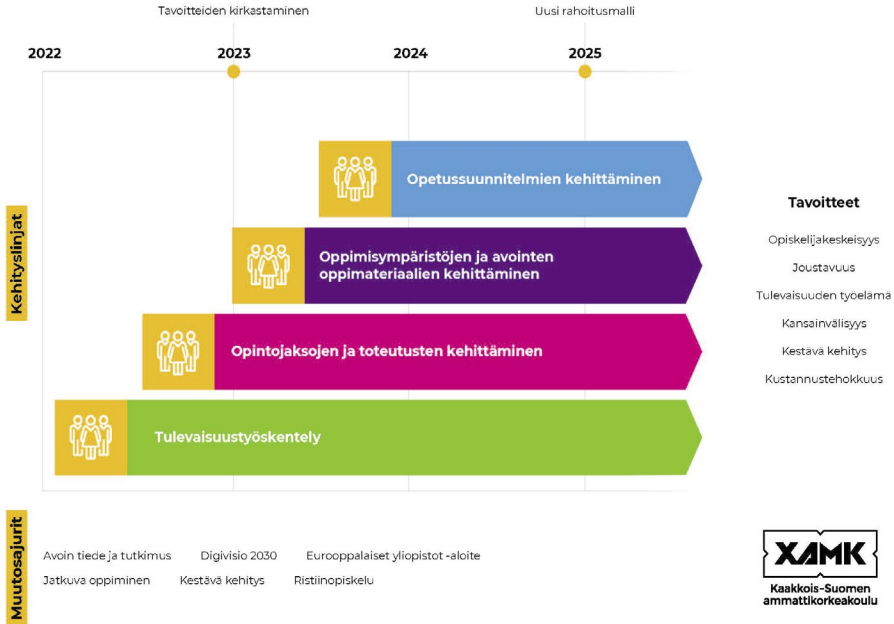 Tavoitteiden kirkastaminen
Uusi rahoitusmalli
2022
2023
2024
2025
Kehityslinjat
Opetussuunnitelmien kehittäminen
Oppimisympäristöjen ja avointen
oppimateriaalien kehittäminen
Opintojaksojen ja toteutusten kehittäminen
Tulevaisuustyöskentely
Tavoitteet
Opiskelijakeskeisyys
Joustavuus
Tulevaisuuden työelämä
Kansainvälisyys
Kestävä kehitys
Kustannustehokkuus
Muutosajurit
Avoin tiede ja tutkimus
Digivisio 2030
Eurooppalaiset yliopistot -aloite
Jatkuva oppiminen
Kestävä kehitys
Ristiinopiskelu
XAMK
Kaakkois-Suomen
ammattikorkeakoulu